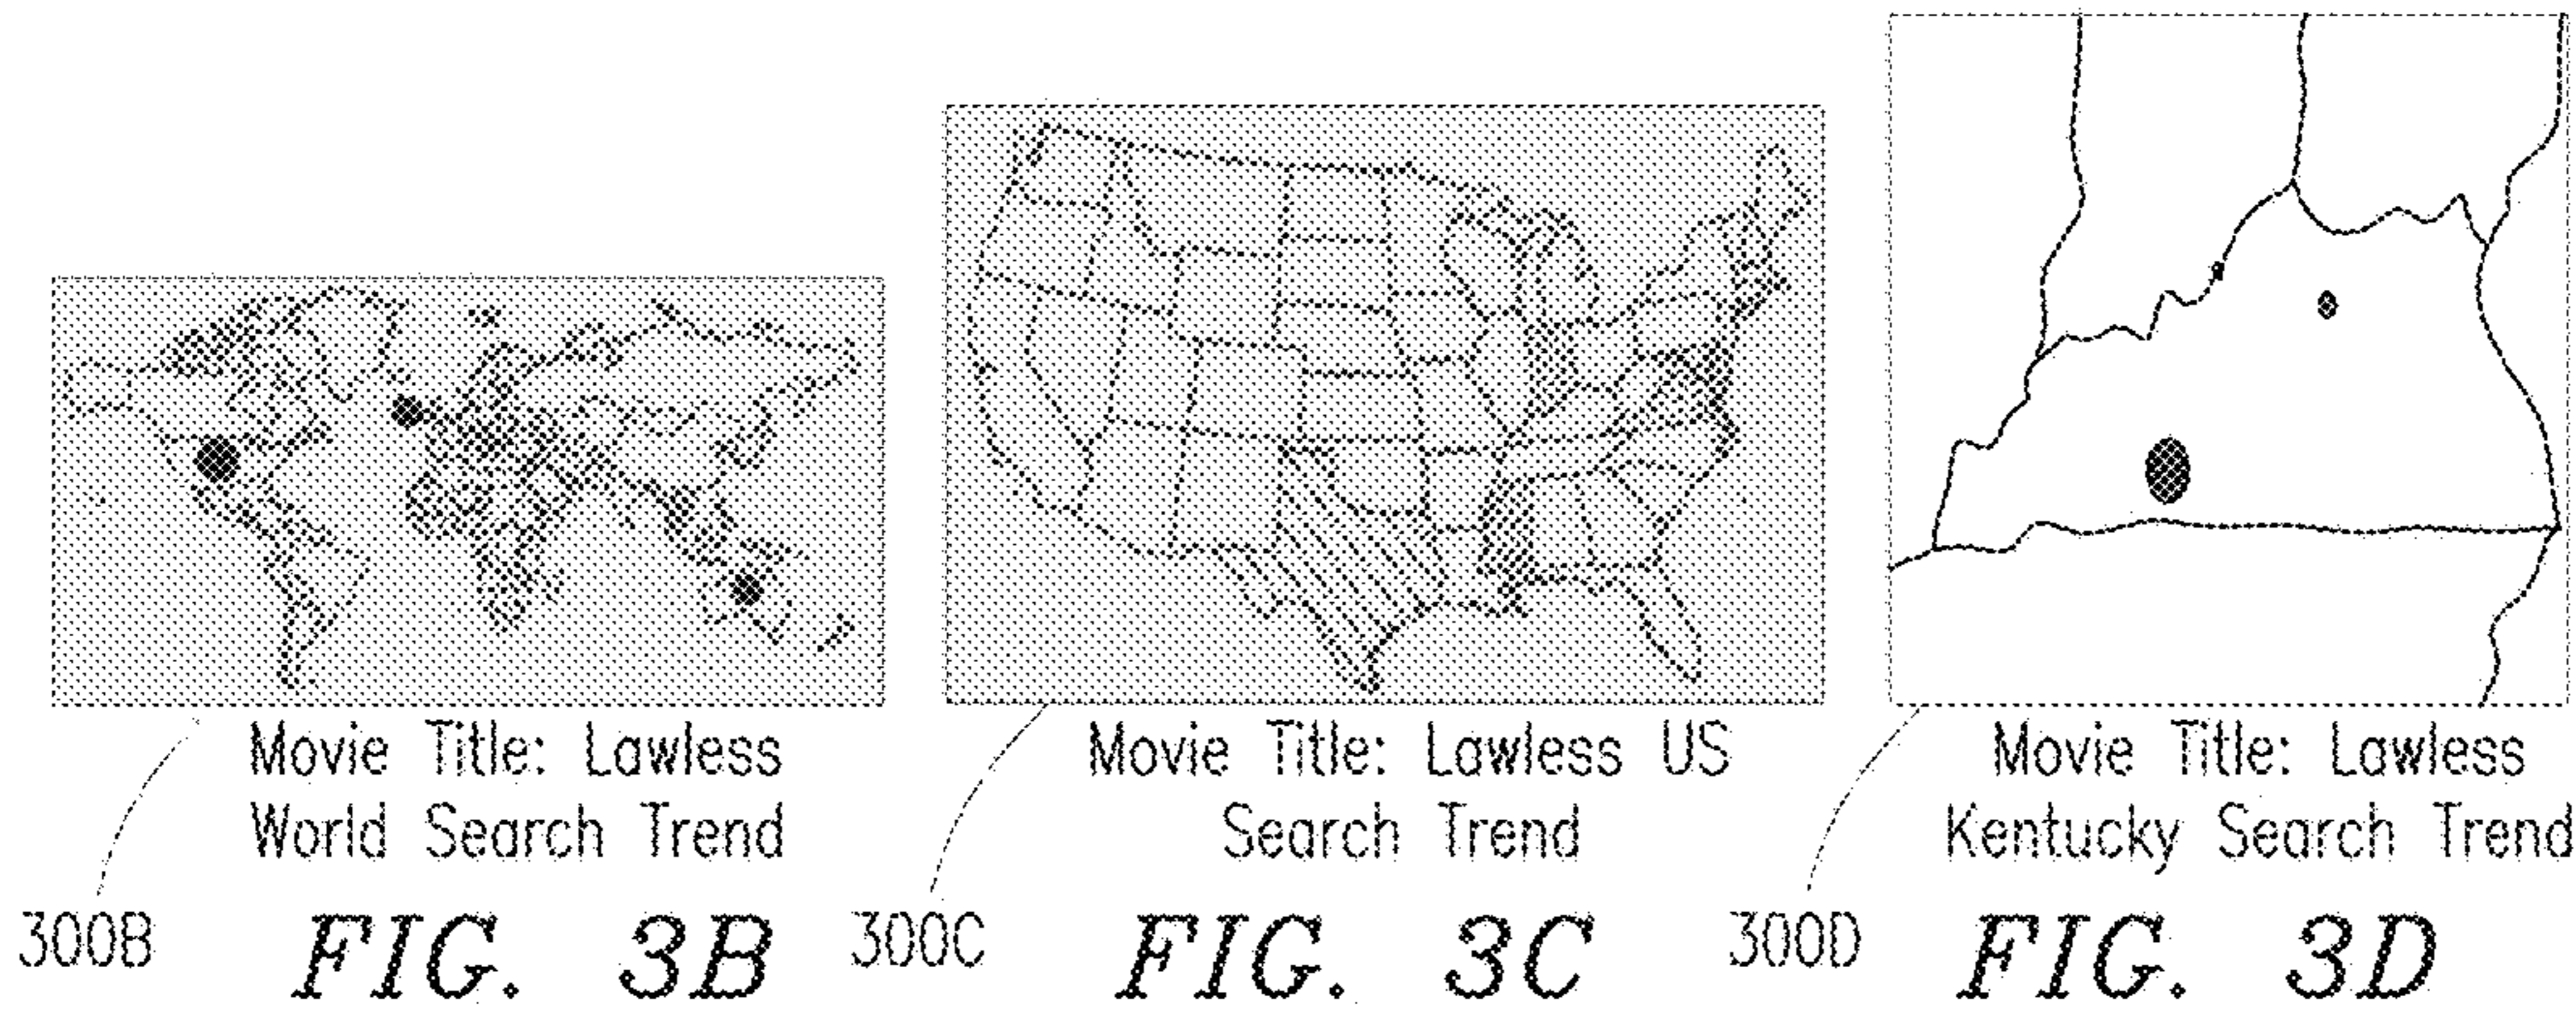 Movie Title: Lawless
World Search Trend
300B
FIG. 3B
Movie Title: Lawless US
Search Trend
300C
FIG. 3C
Movie Title: Lawless
Kentucky Search Trend
300D
FIG. 3D